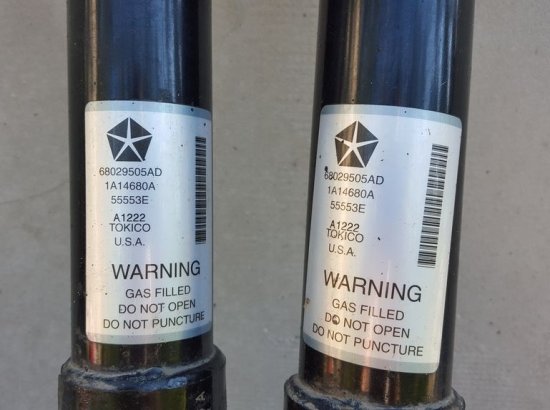 68029505AD
1A14680A
55553E
A1222
TOKICO
U.S.A.
WARNING
GAS FILLED
DO NOT OPEN
DO NOT PUNCTURE
68029505AD
1A14680A
55553E
A1222
TOKICO
U.S.A.
WARNING
GAS FILLED
DO NOT OPEN
DO NOT PUNCTURE